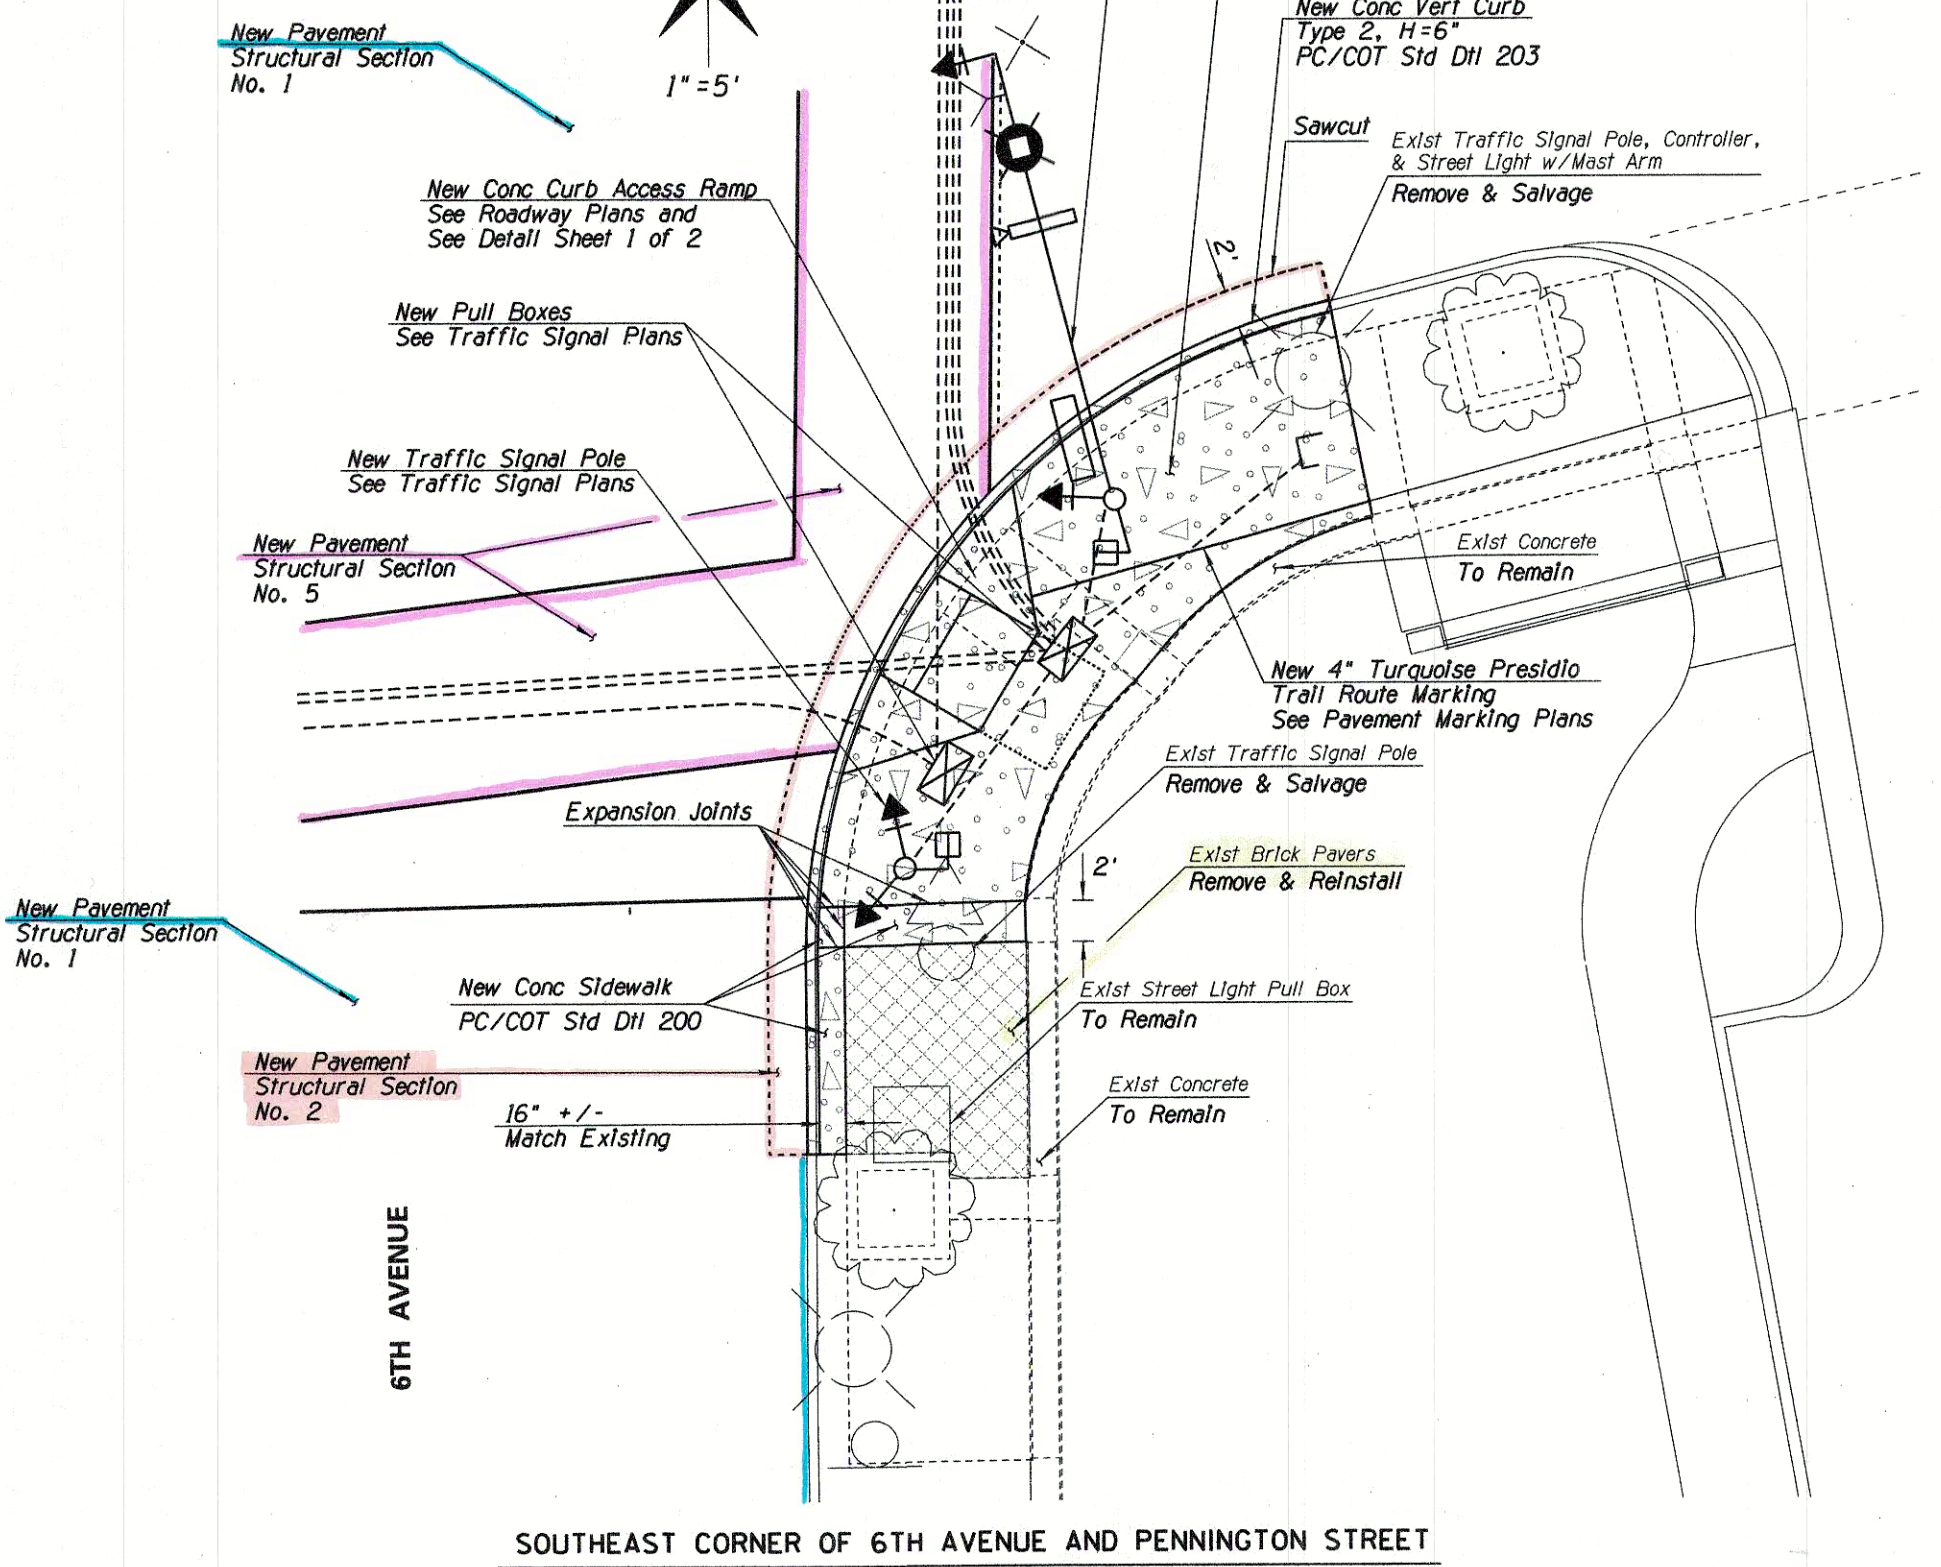 New Pavement
Structural Section
No. 1
1"=5'
New Conc Vert Curb
Type 2, H=6"
PC/COT Std Dtl 203
Sawcut
Exist Traffic Signal Pole, Controller,
& Street Light w/Mast Arm
Remove & Salvage
New Conc Curb Access Ramp
See Roadway Plans and
See Detail Sheet 1 of 2
2'
New Pull Boxes
See Traffic Signal Plans
New Traffic Signal Pole
See Traffic Signal Plans
New Pavement
Structural Section
No. 5
Exist Concrete
To Remain
New 4" Turquoise Presidio
Trail Route Marking
See Pavement Marking Plans
Exist Traffic Signal Pole
Remove & Salvage
Expansion Joints
2'
Exist Brick Pavers
Remove & Reinstall
New Pavement
Structural Section
No. 1
New Conc Sidewalk
PC/COT Std Dtl 200
Exist Street Light Pull Box
To Remain
New Pavement
Structural Section
No. 2
16" +/-
Match Existing
Exist Concrete
To Remain
6TH AVENUE
SOUTHEAST CORNER OF 6TH AVENUE AND PENNINGTON STREET